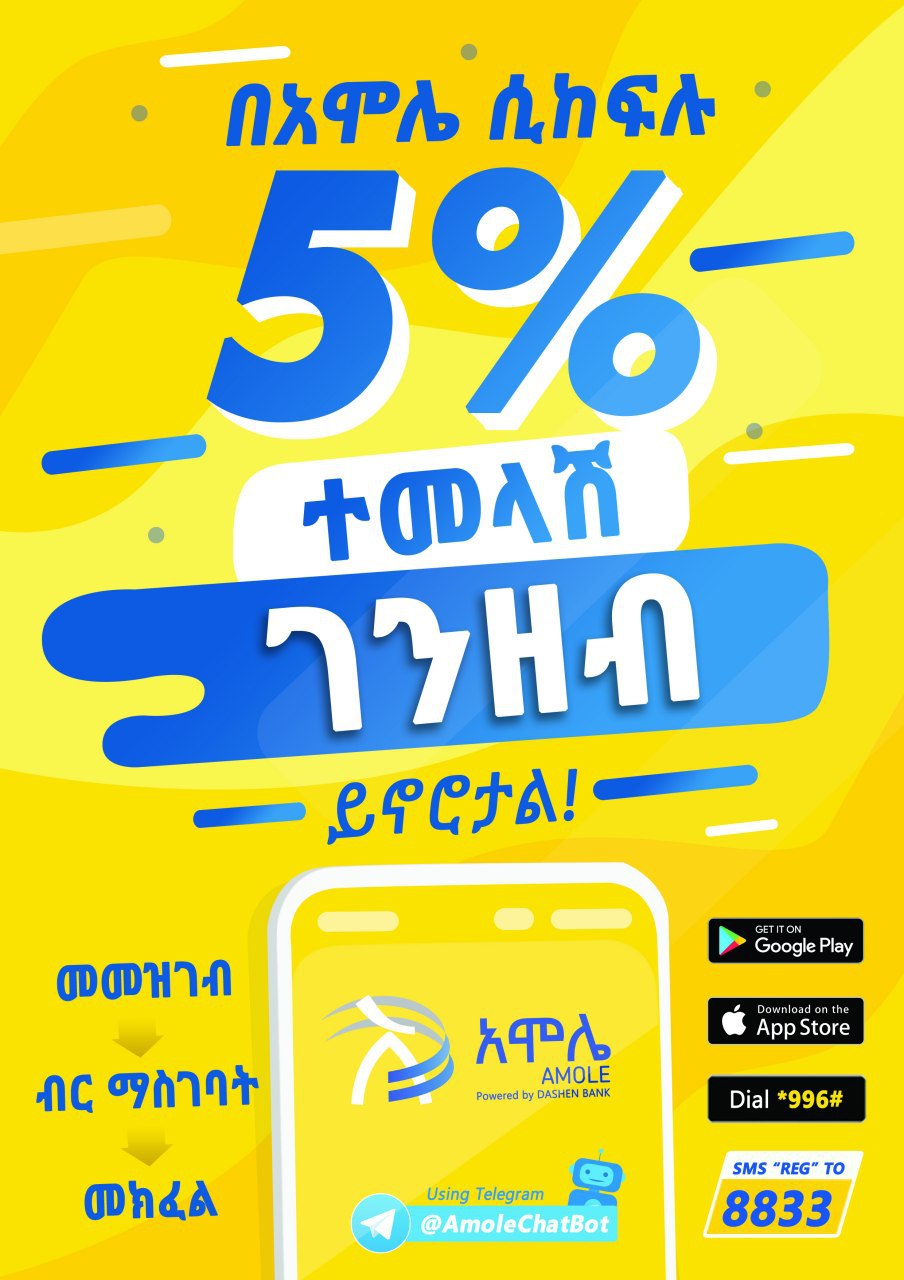 በአሞሌ ሲከፍሉ
5%
ተመላሽ
ገንዘብ
ይኖሮታል!
መመዝገብ
ብር ማስገባት
መክፈል
አሞሌ
AMOLE
Powered by DASHEN BANK
Using Telegram
@AmoleChatBot
GET IT ON
Google Play
Download on the
App Store
Dial *996#
SMS “REG” TO
8833